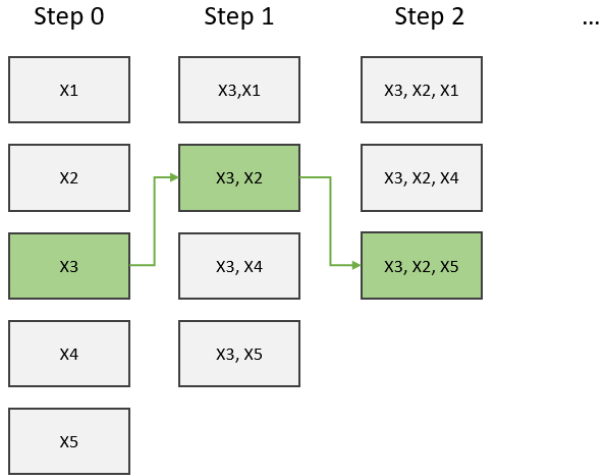 Step 0 Step 1 Step 2 ...
X1 X3,X1 X3, X2, X1
X2 X3, X2 X3, X2, X4
X3 X3, X4 X3, X2, X5
X4 X3, X5
X5